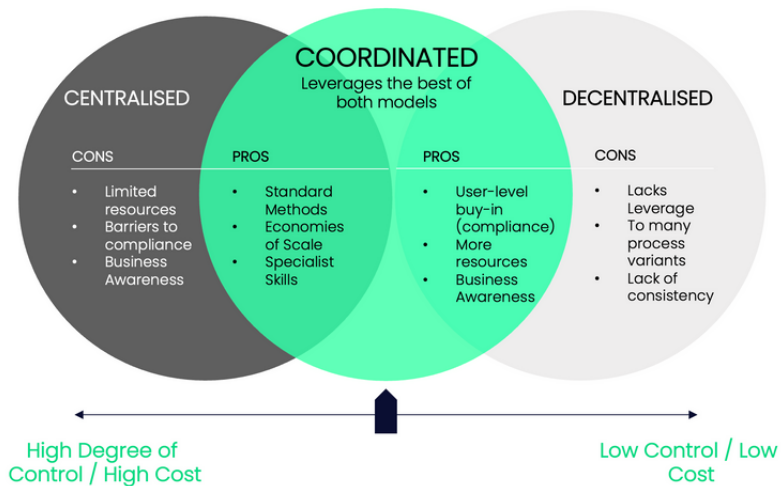 COORDINATED
Leverages the best of
both models
CENTRALISED
DECENTRALISED
CONS
• Limited
resources
• Barriers to
compliance
• Business
Awareness
PROS
• Standard
Methods
• Economies
of Scale
• Specialist
Skills
PROS
• User-level
buy-in
(compliance)
• More
resources
• Business
Awareness
CONS
• Lacks
Leverage
• To many
process
variants
• Lack of
consistency
High Degree of
Control / High Cost
Low Control / Low
Cost